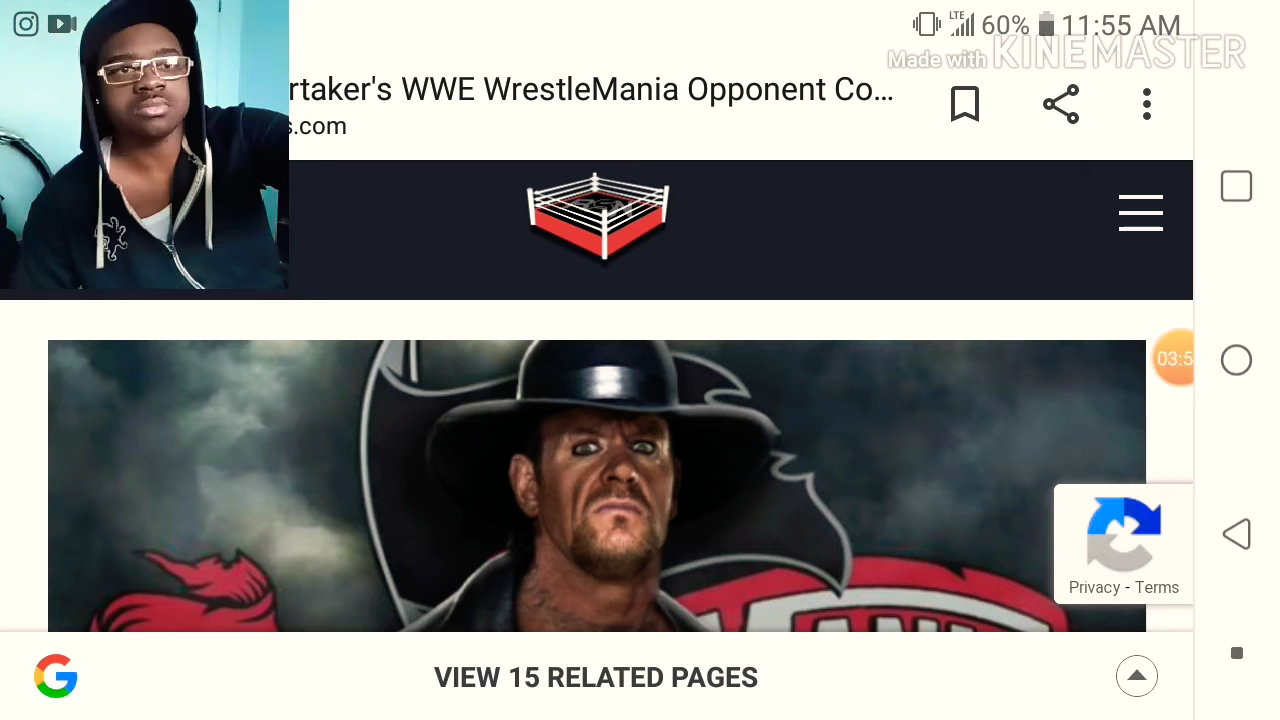 LTE 60% 11:55 AM
Made with KINEMASTER
rtaker's WWE WrestleMania Opponent Co...
s.com
03:5
Privacy - Terms
VIEW 15 RELATED PAGES